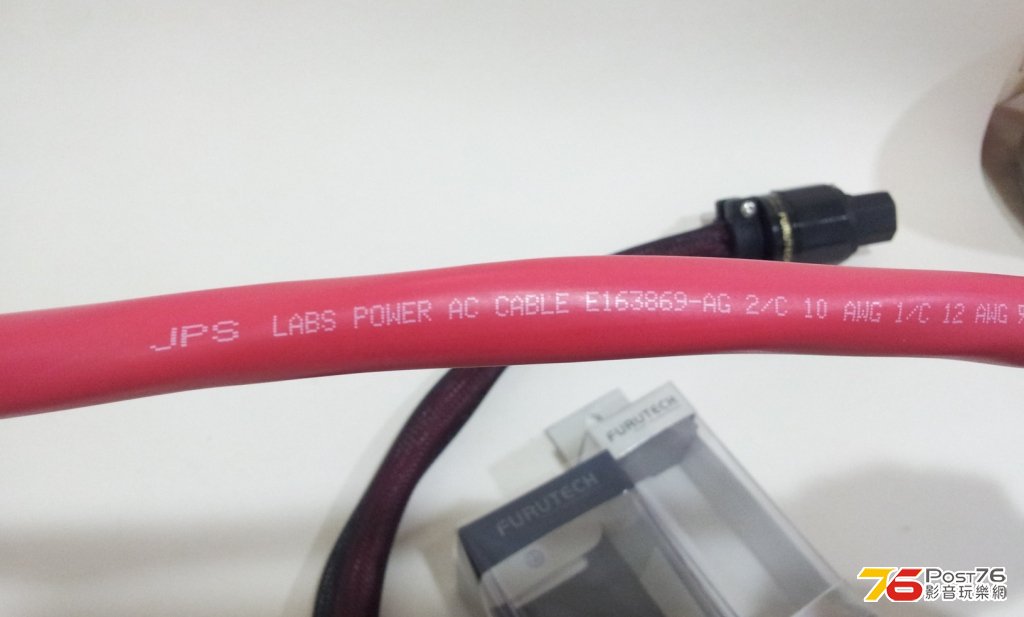 JPS LABS POWER AC CABLE E163869-AG 2/C 10 AWG 1/C 12 AWG
FURUTECH
FURUTECH
76 POST76
影音玩樂網